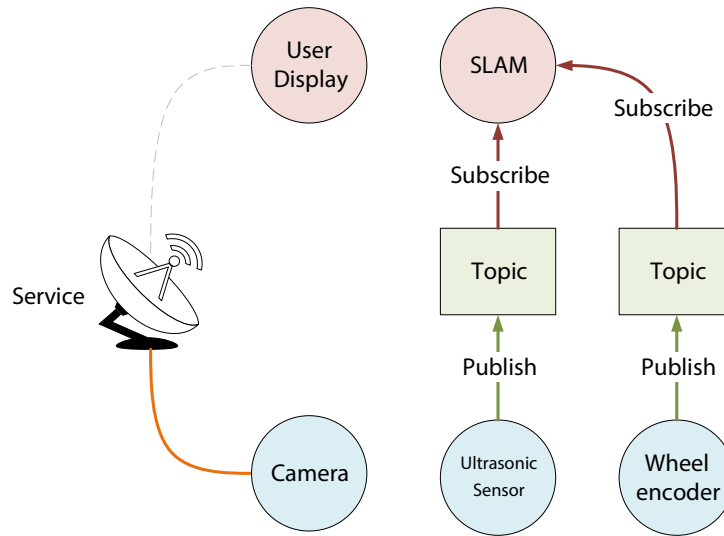 User
Display
SLAM
Subscribe
Subscribe
Service
Topic
Topic
Publish
Publish
Camera
Ultrasonic
Sensor
Wheel
encoder